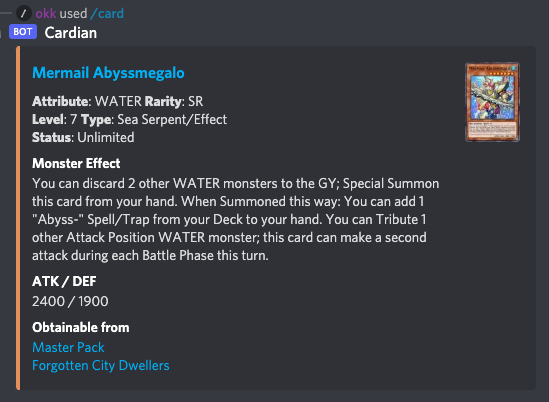 okk used /card
BOT Cardian
Mermail Abyssmegalo
Attribute: WATER Rarity: SR
Level: 7 Type: Sea Serpent/Effect
Status: Unlimited
Monster Effect
You can discard 2 other WATER monsters to the GY; Special Summon
this card from your hand. When Summoned this way: You can add 1
"Abyss-" Spell/Trap from your Deck to your hand. You can Tribute 1
other Attack Position WATER monster; this card can make a second
attack during each Battle Phase this turn.
ATK / DEF
2400 / 1900
Obtainable from
Master Pack
Forgotten City Dwellers